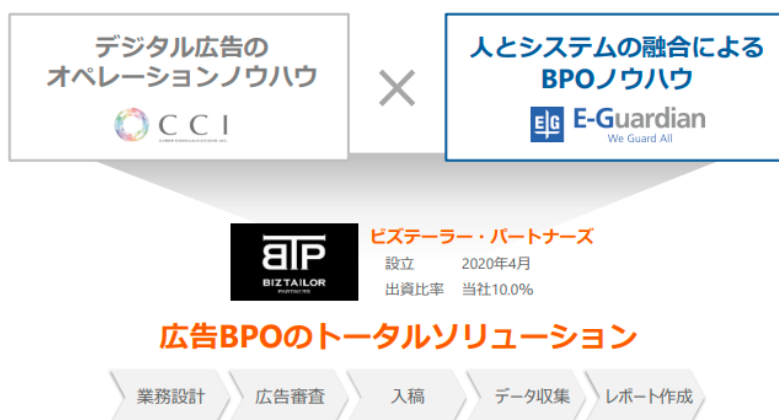 デジタル広告の
オペレーションノウハウ
CCI
×
人とシステムの融合による
BPOノウハウ
EG E-Guardian
We Guard All
BTP
BIZTAILOR
PARTNERS
ビズテーラー・パートナーズ
設立 2020年4月
出資比率 当社10.0%
広告BPOのトータルソリューション
業務設計 広告審査 入稿 データ収集 レポート作成